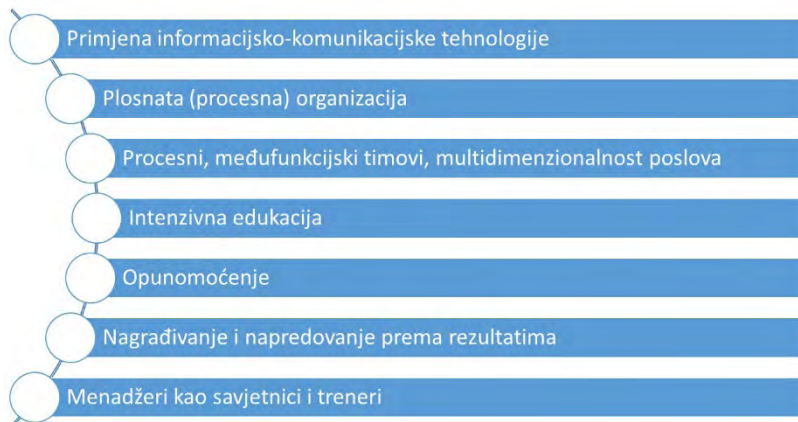 Primjena informacijsko-komunikacijske tehnologije
Plosnata (procesna) organizacija
Procesni, međufunkcijski timovi, multidimenzionalnost poslova
Intenzivna edukacija
Opunomoćenje
Nagrađivanje i napredovanje prema rezultatima
Menadžeri kao savjetnici i treneri